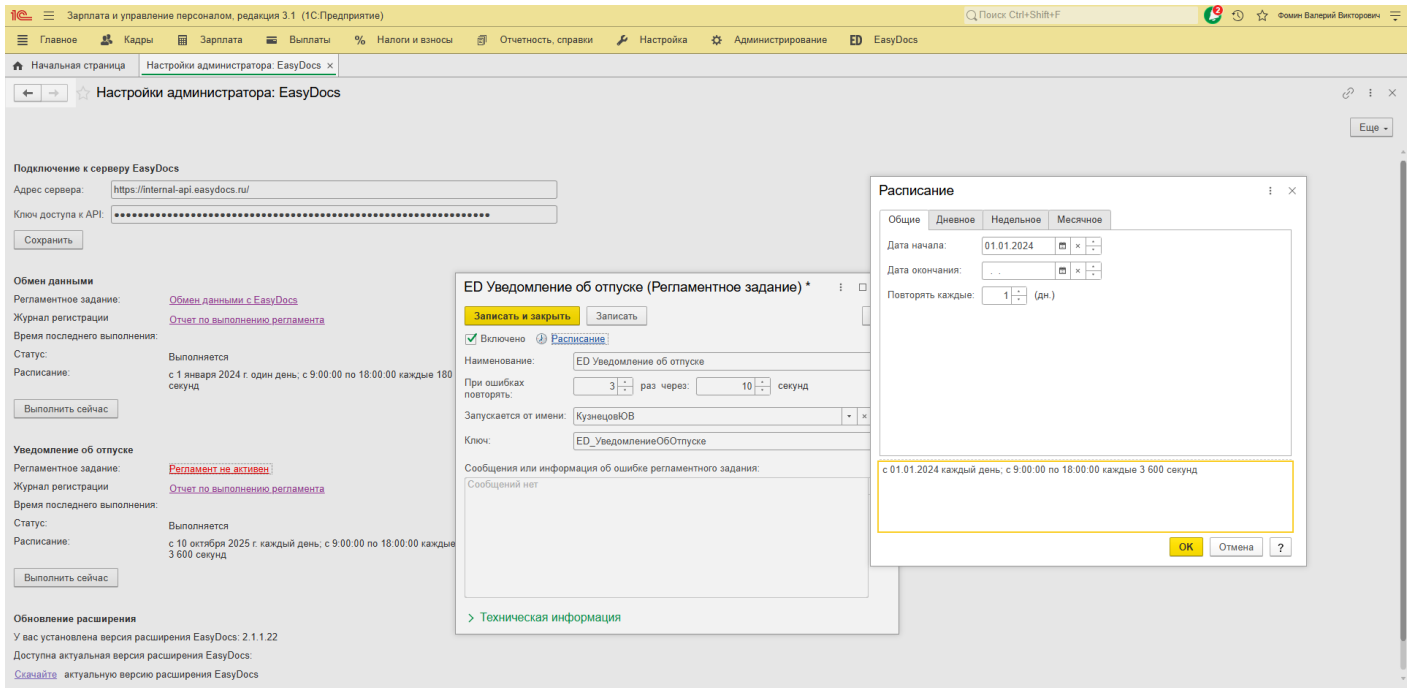 1С Зарплата и управление персоналом, редакция 3.1 (1С:Предприятие) Поиск Ctrl+Shift+F 2 Фомин Валерий Викторович
Главное Кадры Зарплата Выплаты % Налоги и взносы Отчетность, справки Настройка Администрирование ED EasyDocs
Начальная страница Настройки администратора: EasyDocs ×
Настройки администратора: EasyDocs
Еще
Подключение к серверу EasyDocs
Адрес сервера: https://internal-api.easydocs.ru/
Ключ доступа к API:
Сохранить
Обмен данными
Регламентное задание: Обмен данными с EasyDocs
Журнал регистрации Отчет по выполнению регламента
Время последнего выполнения:
Статус: Выполняется
Расписание: с 1 января 2024 г. один день; с 9:00:00 по 18:00:00 каждые 180
секунд
Выполнить сейчас
Уведомление об отпуске
Регламентное задание: Регламент не активен
Журнал регистрации Отчет по выполнению регламента
Время последнего выполнения:
Статус: Выполняется
Расписание: с 10 октября 2025 г. каждый день; с 9:00:00 по 18:00:00 каждые
3 600 секунд
Выполнить сейчас
Обновление расширения
У вас установлена версия расширения EasyDocs: 2.1.1.22
Доступна актуальная версия расширения EasyDocs:
Скачайте актуальную версию расширения EasyDocs
ED Уведомление об отпуске (Регламентное задание) *
Записать и закрыть Записать
Включено Расписание
Наименование: ED Уведомление об отпуске
При ошибках
повторять: 3 раз через: 10 секунд
Запускается от имени: КузнецовЮВ
Ключ: ED_УведомлениеОбОтпуске
Сообщения или информация об ошибке регламентного задания:
Сообщений нет
Техническая информация
Расписание
Общие Дневное Недельное Месячное
Дата начала: 01.01.2024
Дата окончания: . .
Повторять каждые: 1 (дн.)
с 01.01.2024 каждый день; с 9:00:00 по 18:00:00 каждые 3 600 секунд
OK Отмена ?